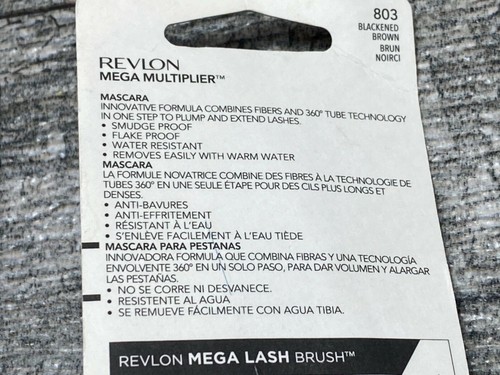 803
BLACKENED
BROWN
BRUN
NOIRCI
REVLON
MEGA MULTIPLIER™
MASCARA
INNOVATIVE FORMULA COMBINES FIBERS AND 360° TUBE TECHNOLOGY
IN ONE STEP TO PLUMP AND EXTEND LASHES.
• SMUDGE PROOF
• FLAKE PROOF
• WATER RESISTANT
• REMOVES EASILY WITH WARM WATER
MASCARA
LA FORMULE NOVATRICE COMBINE DES FIBRES À LA TECHNOLOGIE DE
TUBES 360° EN UNE SEULE ÉTAPE POUR DES CILS PLUS LONGS ET
DENSES.
• ANTI-BAVURES
• ANTI-EFFRITEMENT
• RÉSISTANT À L'EAU
• S'ENLÈVE FACILEMENT À L'EAU TIÈDE
MASCARA PARA PESTANAS
INNOVADORA FORMULA QUE COMBINA FIBRAS Y UNA TECNOLOGÍA
ENVOLVENTE 360° EN UN SOLO PASO, PARA DAR VOLUMEN Y ALARGAR
LAS PESTAÑAS.
• NO SE CORRE NI DESVANECE.
• RESISTENTE AL AGUA
• SE REMUEVE FÁCILMENTE CON AGUA TIBIA.
REVLON MEGA LASH BRUSH™